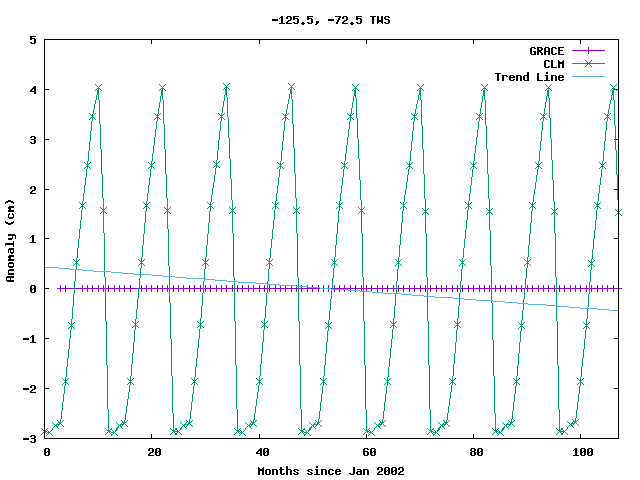 -125.5, -72.5 TWS
5
GRACE
CLM
Trend Line
4
3
2
1
0
-1
-2
-3
Anomaly (cm)
0 20 40 60 80 100
Months since Jan 2002